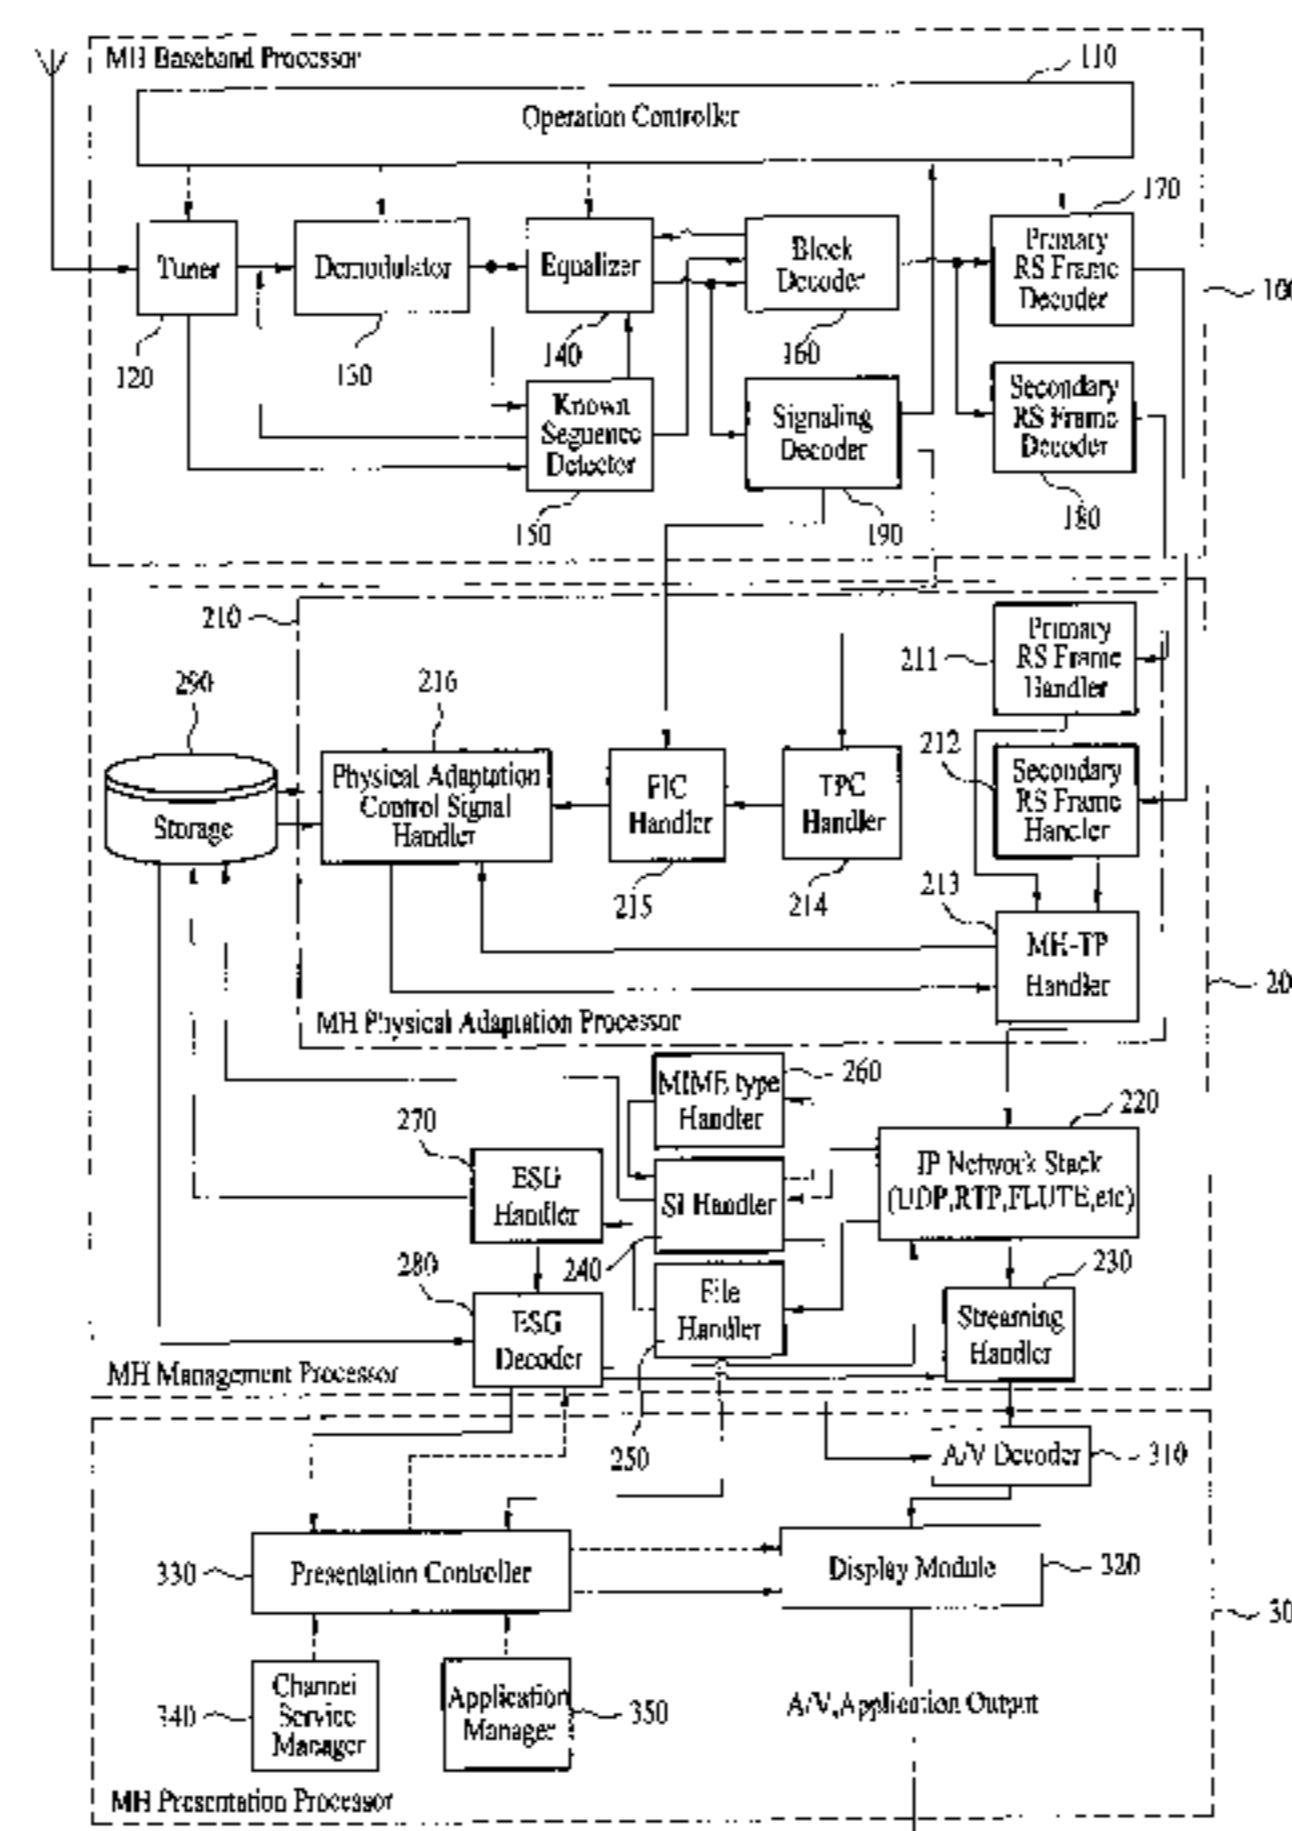 MH Baseband Processor
110
Operation Controller
170
Tuner
Demodulator
Equalizer
Block
Decoder
Primary
RS Frame
Decoder
100
120
130
140
160
Known
Sequence
Detector
Signaling
Decoder
Secondary
RS Frame
Decoder
150
190
180
210
Primary
RS Frame
Handler
211
290
216
212
Storage
Physical Adaptation
Control Signal
Handler
FIC
Handler
TPC
Handler
Secondary
RS Frame
Handler
215
214
213
MH-TP
Handler
20
MH Physical Adaptation Processor
MIME type
Handler
260
270
220
ESG
Handler
SI Handler
IP Network Stack
(UDP,RTP,FLUTE,etc)
280
240
230
ESG
Decoder
File
Handler
Streaming
Handler
MH Management Processor
250
A/V Decoder
310
330
Presentation Controller
Display Module
320
30
340
Channel
Service
Manager
Application
Manager
350
A/V,Application Output
MH Presentation Processor